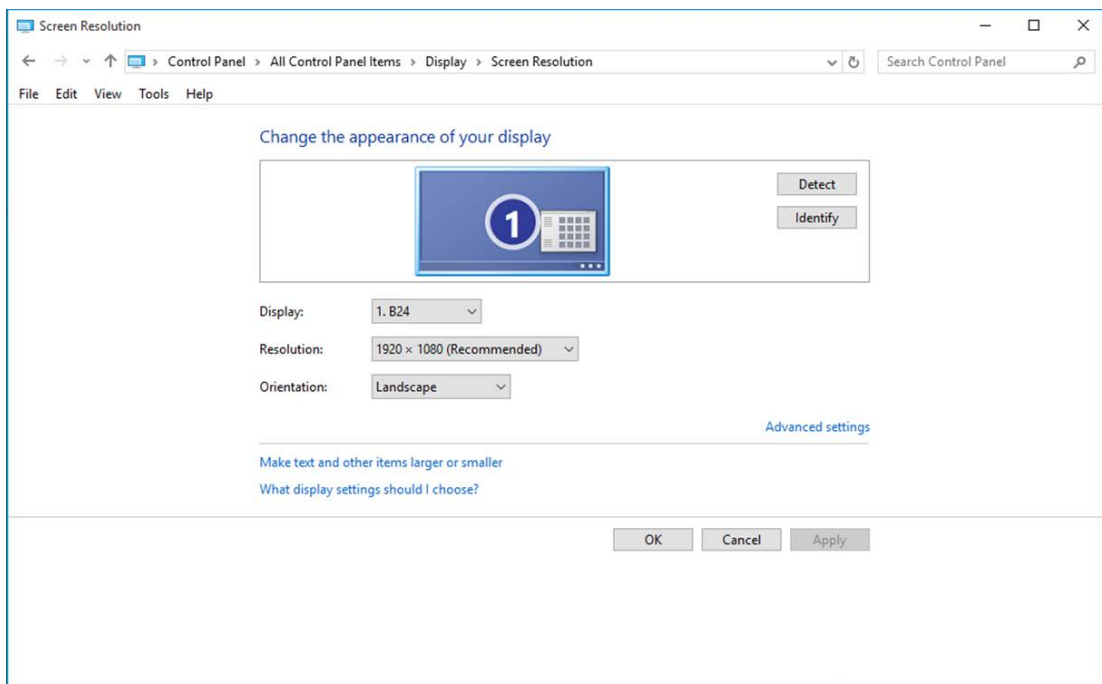 Screen Resolution
Control Panel > All Control Panel Items > Display > Screen Resolution
Search Control Panel
File Edit View Tools Help
Change the appearance of your display
1
Detect
Identify
Display: 1. B24
Resolution: 1920 × 1080 (Recommended)
Orientation: Landscape
Advanced settings
Make text and other items larger or smaller
What display settings should I choose?
OK Cancel Apply